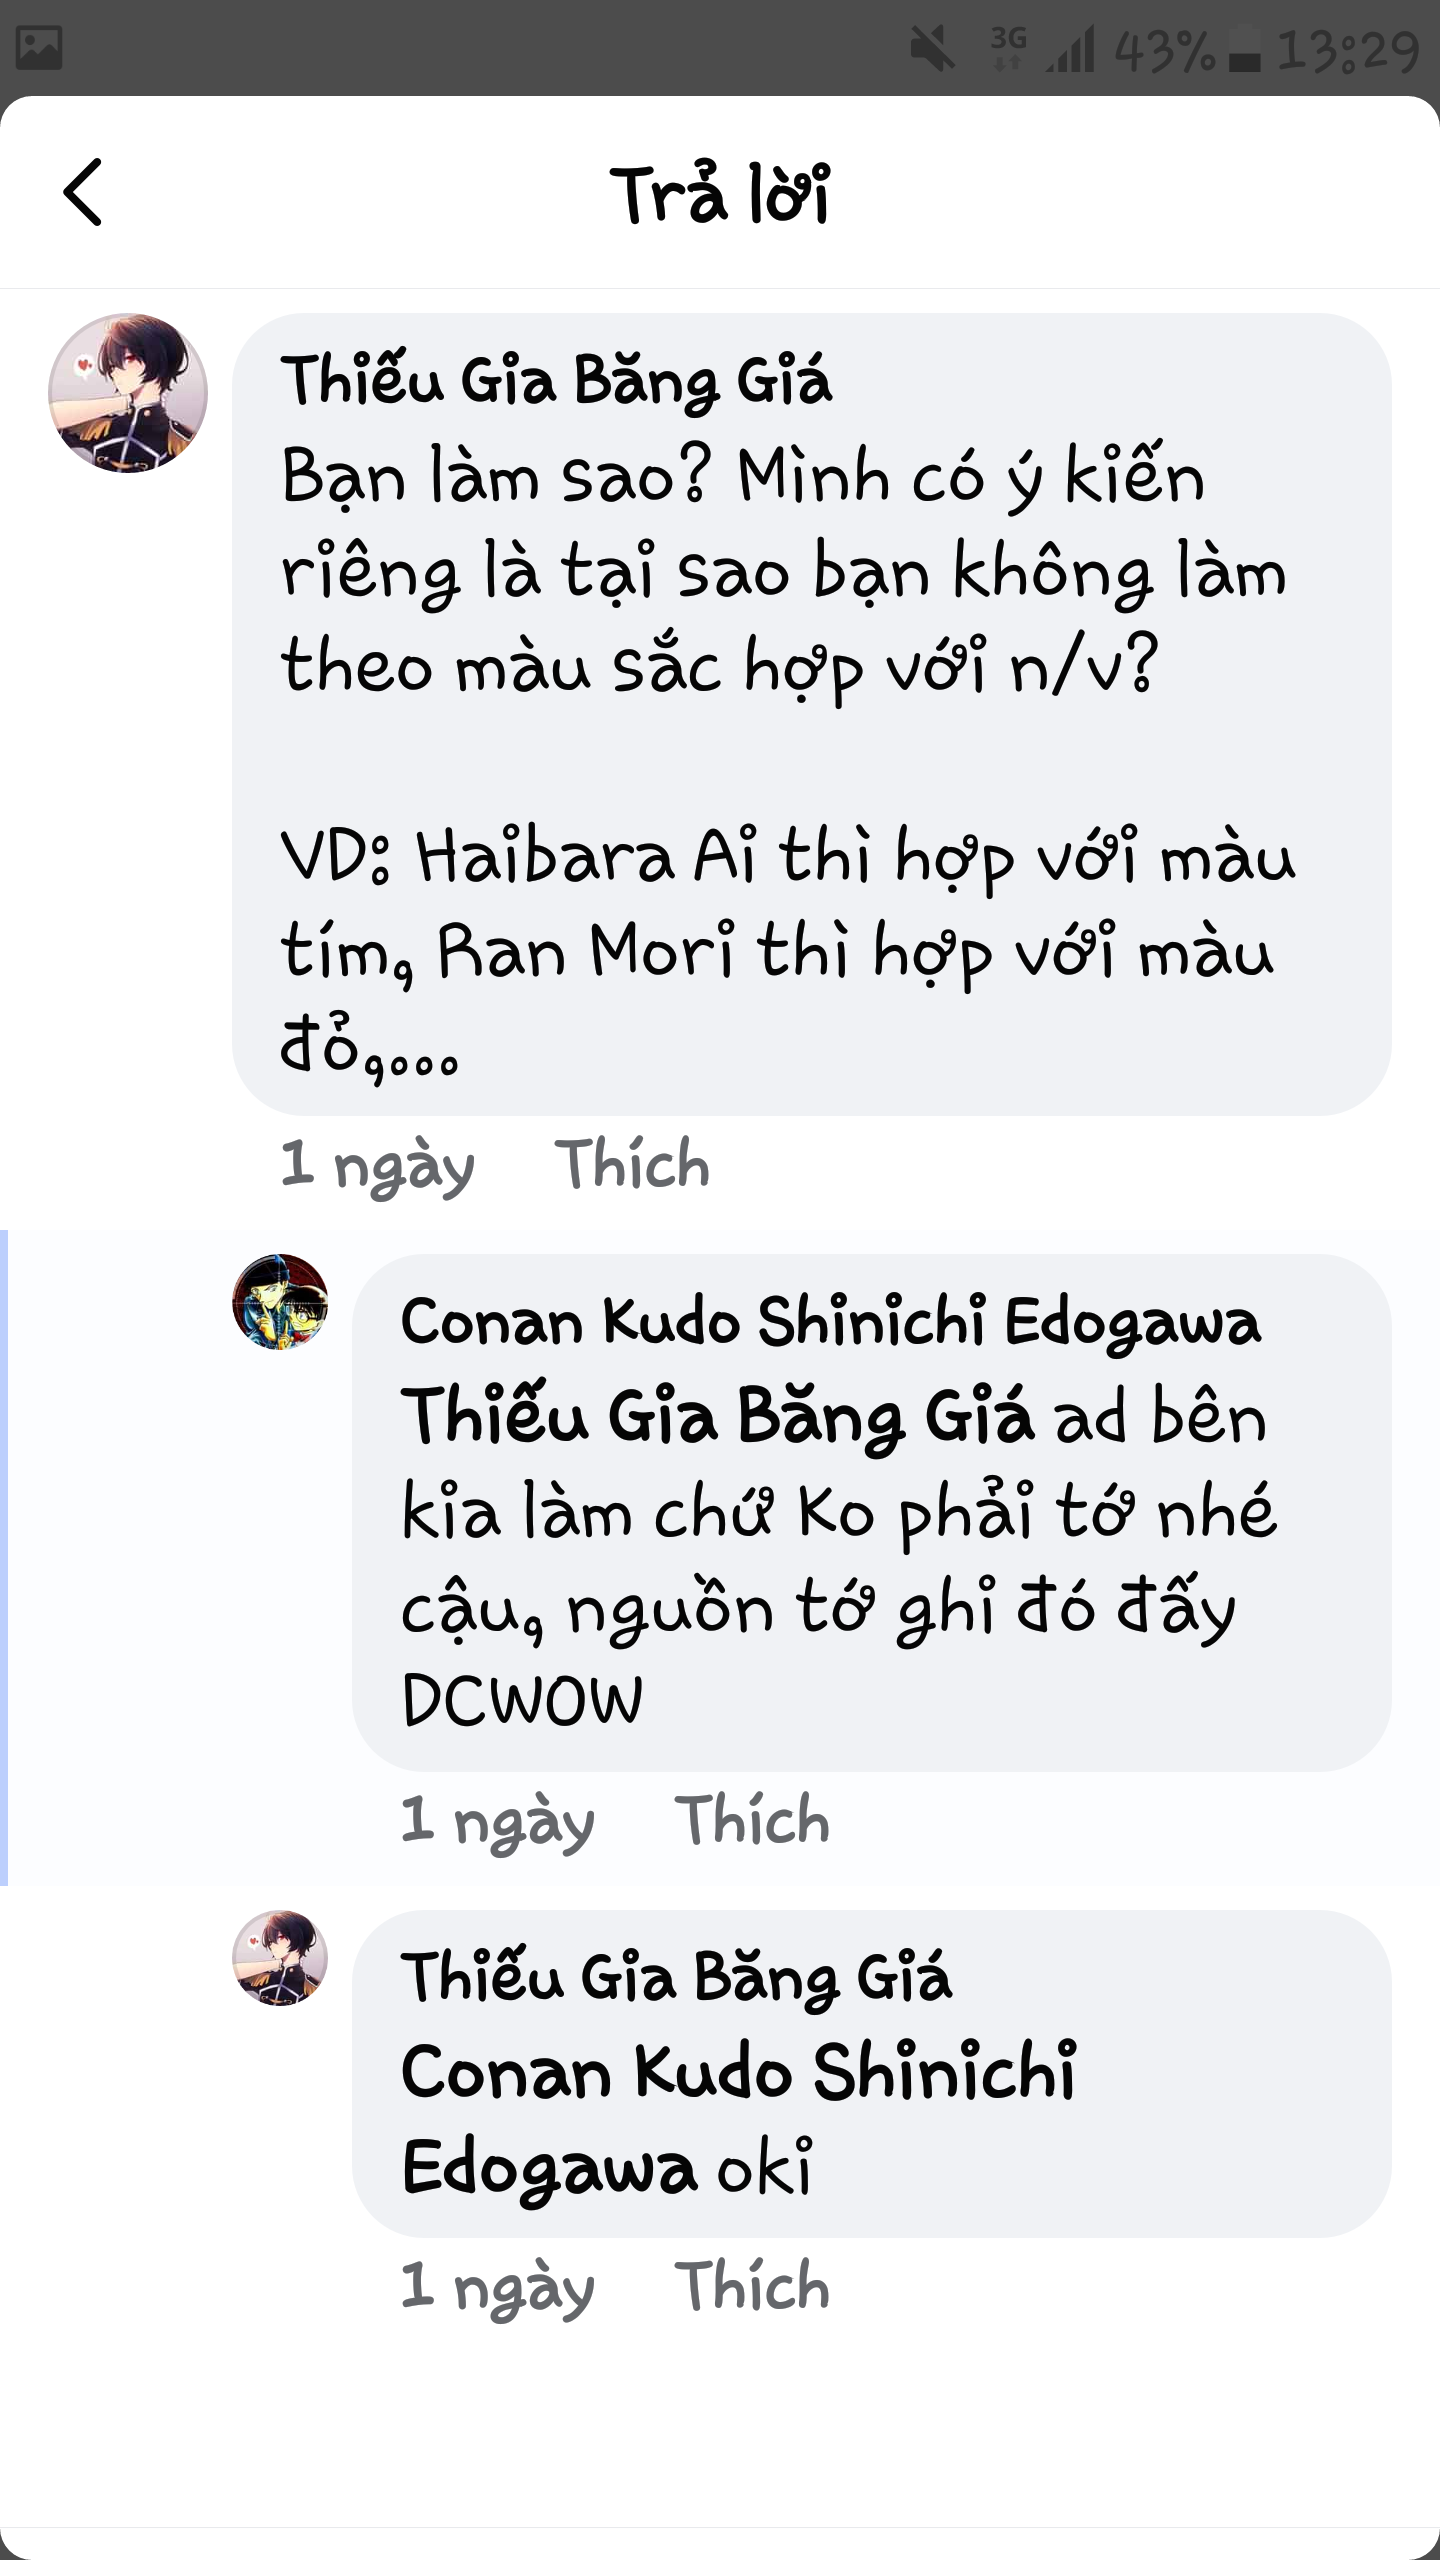 3G 43% 13:29
Trả lời
Thiếu Gia Băng Giá
Bạn làm sao? Mình có ý kiến
riêng là tại sao bạn không làm
theo màu sắc hợp với n/v?
VD: Haibara Ai thì hợp với màu
tím, Ran Mori thì hợp với màu
đỏ,...
1 ngày Thích
Conan Kudo Shinichi Edogawa
Thiếu Gia Băng Giá ad bên
kia làm chứ Ko phải tớ nhé
cậu, nguồn tớ ghi đó đấy
DCWOW
1 ngày Thích
Thiếu Gia Băng Giá
Conan Kudo Shinichi
Edogawa oki
1 ngày Thích